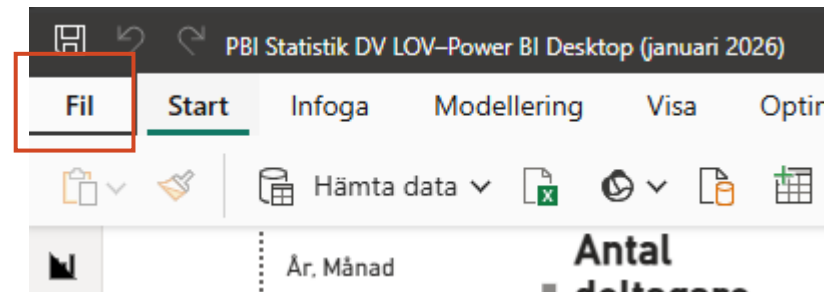 PBI Statistik DV LOV–Power BI Desktop (januari 2026)
Fil Start Infoga Modellering Visa
Hämta data
År, Månad
Antal
deltagare